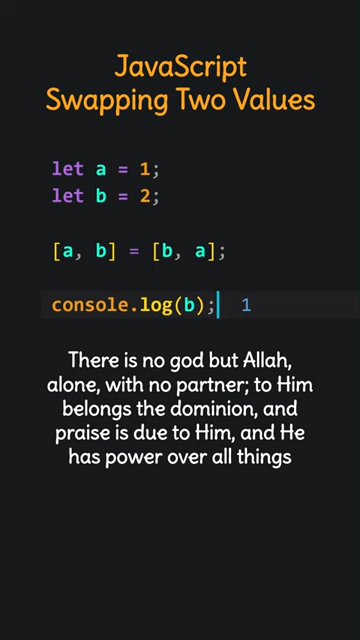 JavaScript
Swapping Two Values
let a = 1;
let b = 2;
[a, b] = [b, a];
console.log(b); 1
There is no god but Allah,
alone, with no partner; to Him
belongs the dominion, and
praise is due to Him, and He
has power over all things